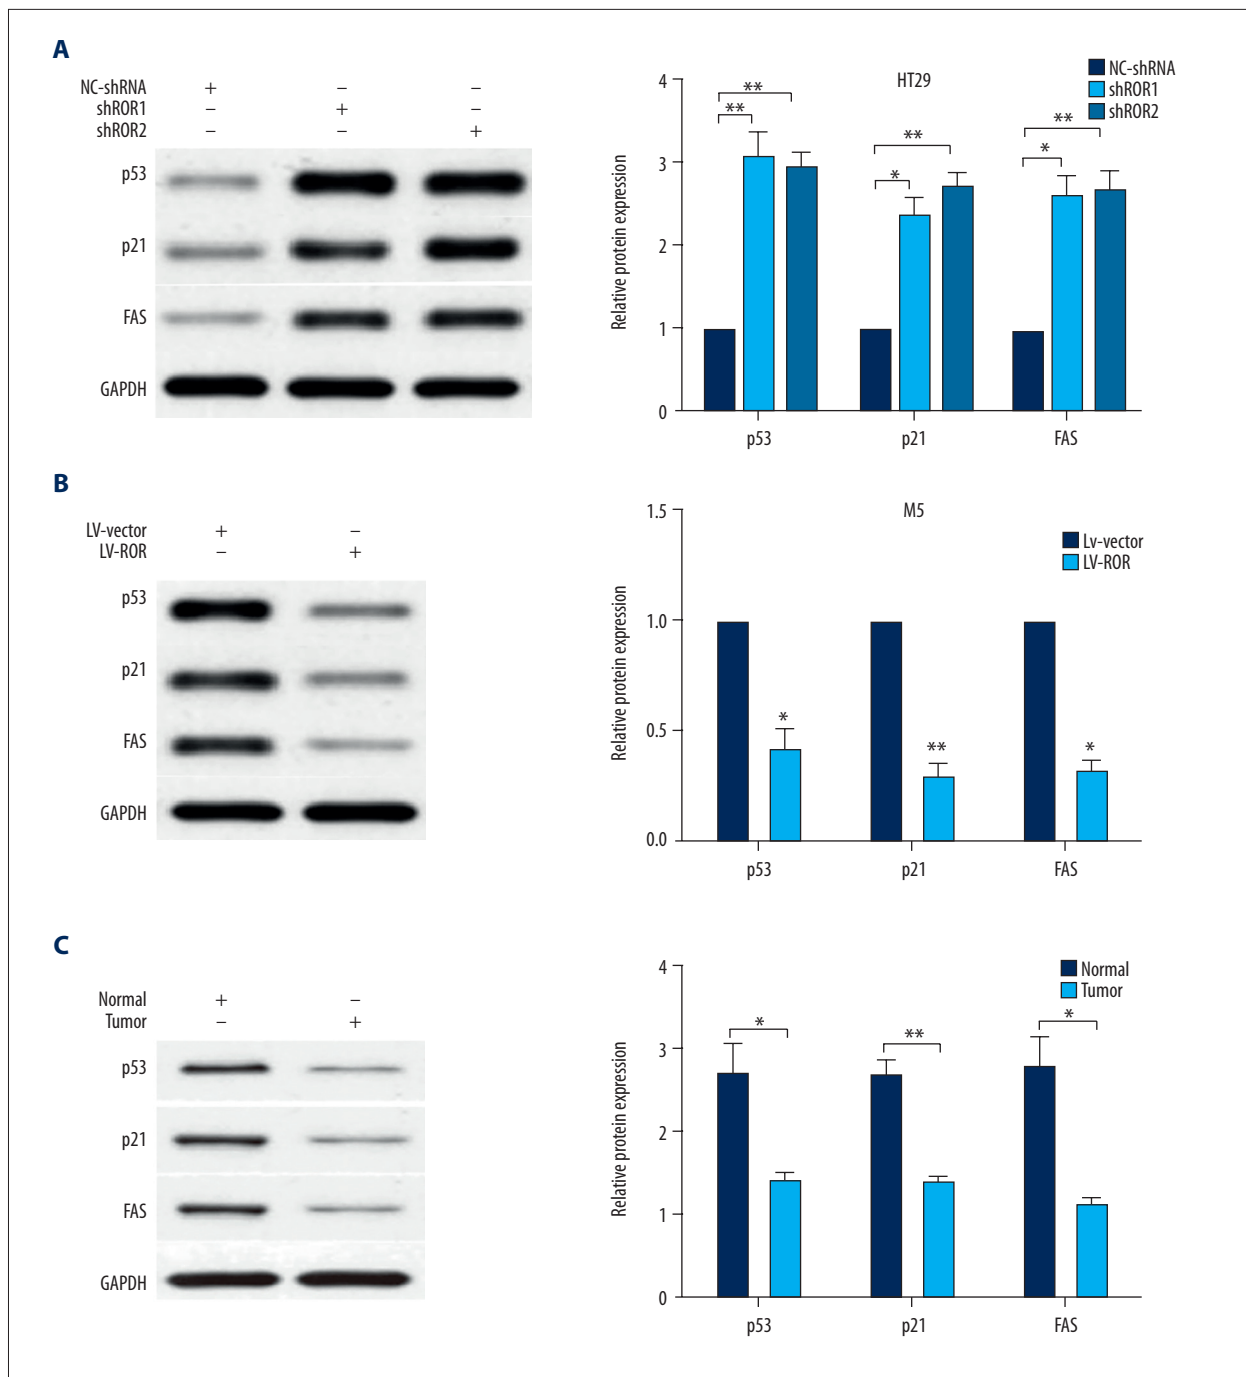 A
NC-shRNA + – –
shROR1 – + –
shROR2 – – +
p53
p21
FAS
GAPDH
HT29
NC-shRNA
shROR1
shROR2
Relative protein expression
4
3
2
1
0
** **
* **
* **
p53 p21 FAS
B
LV-vector + –
LV-ROR – +
p53
p21
FAS
GAPDH
M5
Lv-vector
LV-ROR
Relative protein expression
1.5
1.0
0.5
0.0
* ** *
p53 p21 FAS
C
Normal + –
Tumor – +
p53
p21
FAS
GAPDH
Normal
Tumor
Relative protein expression
4
3
2
1
0
* ** *
p53 p21 FAS